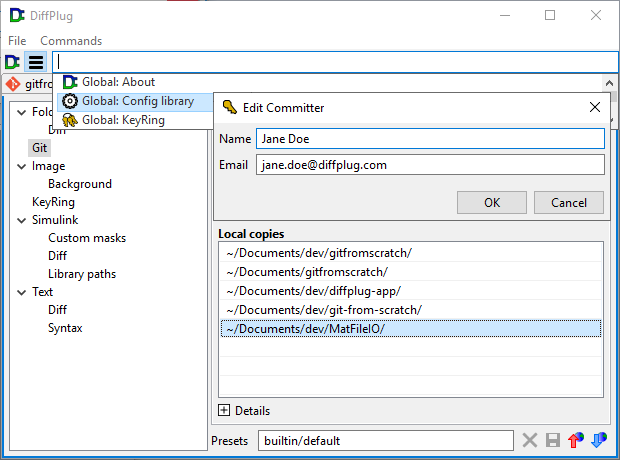 DiffPlug
File Commands
gitfro
Global: About
Global: Config library
Global: KeyRing
Edit Committer
Name Jane Doe
Email jane.doe@diffplug.com
OK Cancel
Fol
Diff
Git
Image
Background
KeyRing
Simulink
Custom masks
Diff
Library paths
Text
Diff
Syntax
Local copies
~/Documents/dev/gitfromscratch/
~/Documents/gitfromscratch/
~/Documents/dev/diffplug-app/
~/Documents/dev/git-from-scratch/
~/Documents/dev/MatFileIO/
Details
Presets builtin/default